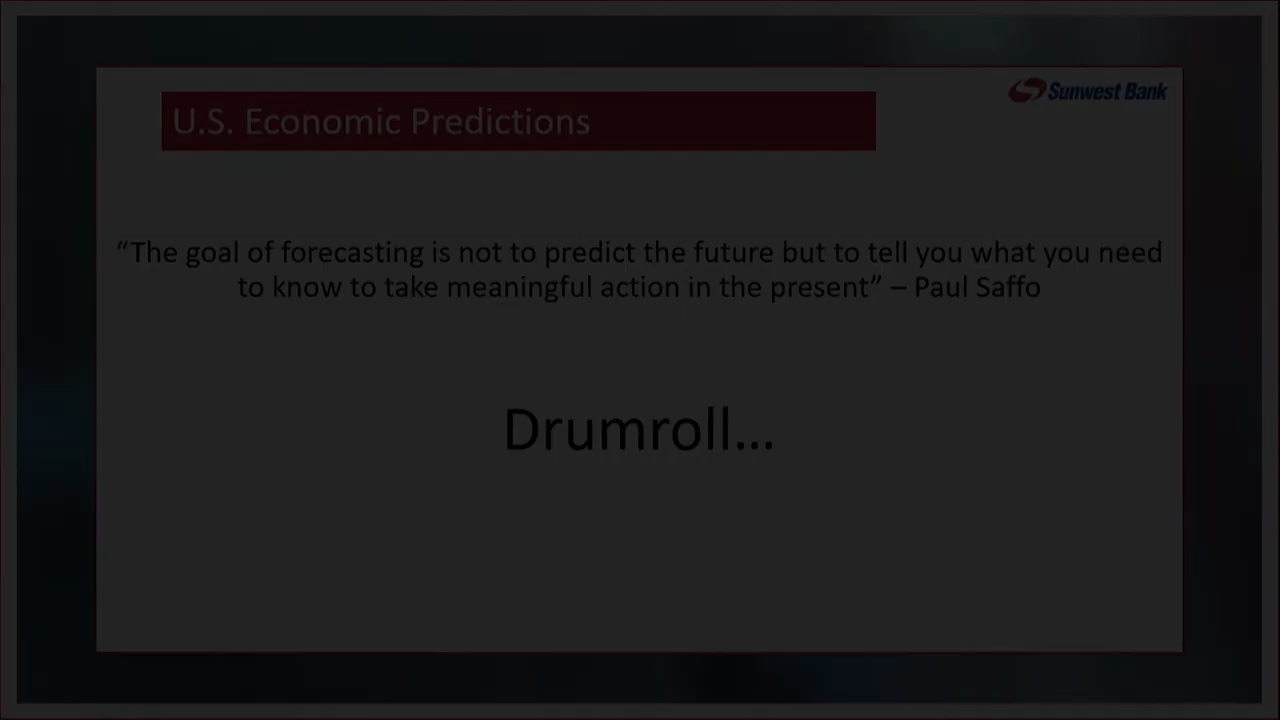 Sunwest Bank
U.S. Economic Predictions
“The goal of forecasting is not to predict the future but to tell you what you need
to know to take meaningful action in the present” – Paul Saffo
Drumroll…